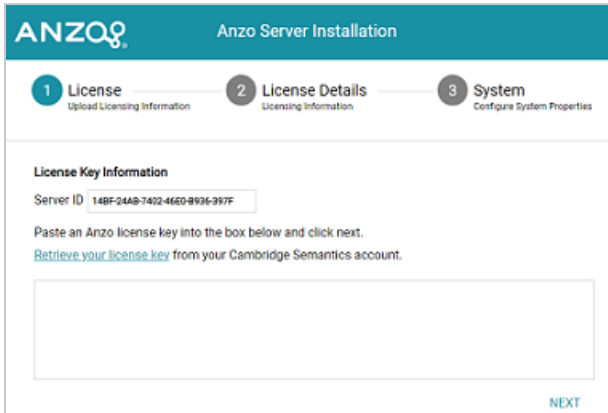 ANZO
Anzo Server Installation
1 License
Upload Licensing Information
2 License Details
Licensing Information
3 System
Configure System Properties
License Key Information
Server ID 14BF-24AB-7402-46E0-B936-397F
Paste an Anzo license key into the box below and click next.
Retrieve your license key from your Cambridge Semantics account.
NEXT